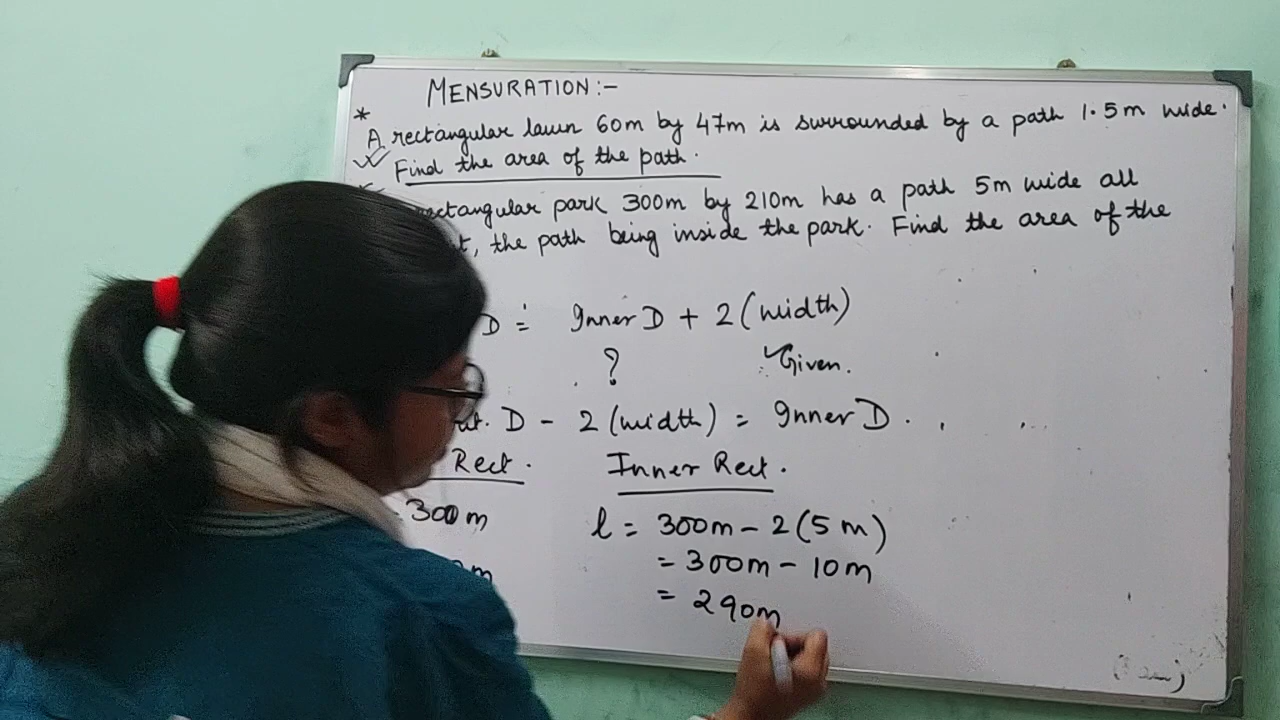 MENSURATION :-
* A rectangular lawn 60m by 47m is surrounded by a path 1.5m wide.
Find the area of the path.
rectangular park 300m by 210m has a path 5m wide all
the path being inside the park. Find the area of the
D = Inner D + 2 (width)
? Given.
D - 2 (width) = Inner D.
Rect. Inner Rect.
300m l = 300m - 2 (5 m)
= 300m - 10m
= 290m